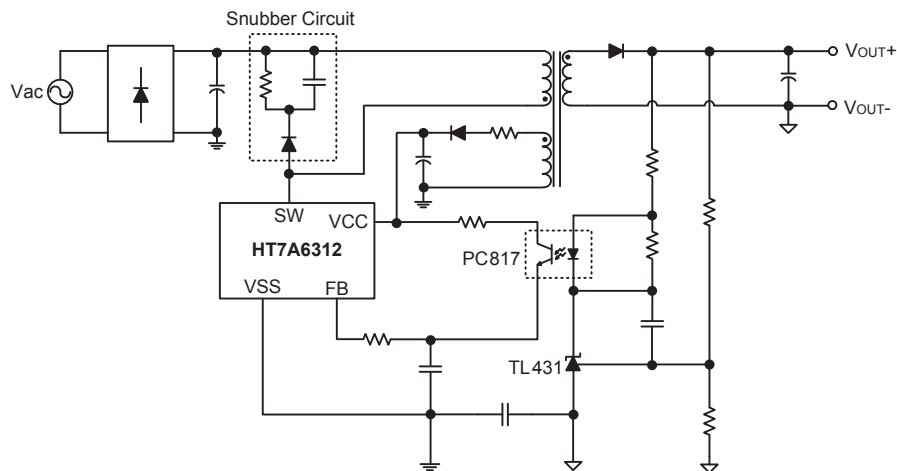 Snubber Circuit
Vac
VOUT+
VOUT-
SW
VCC
HT7A6312
PC817
VSS
FB
TL431